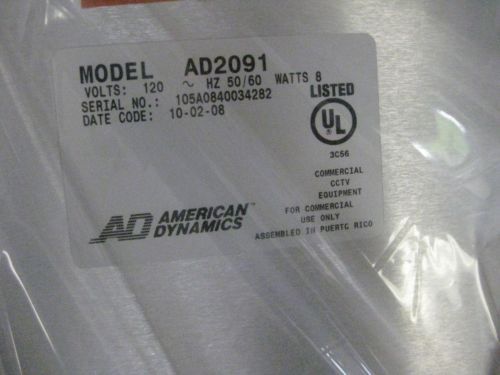 MODEL AD2091
VOLTS: 120 ~ HZ 50/60 WATTS 8
SERIAL NO.: 105A0840034282
DATE CODE: 10-02-08
LISTED
UL
3C56
COMMERCIAL
CCTV
EQUIPMENT
FOR COMMERCIAL
USE ONLY
ASSEMBLED IN PUERTO RICO
AD AMERICAN
DYNAMICS